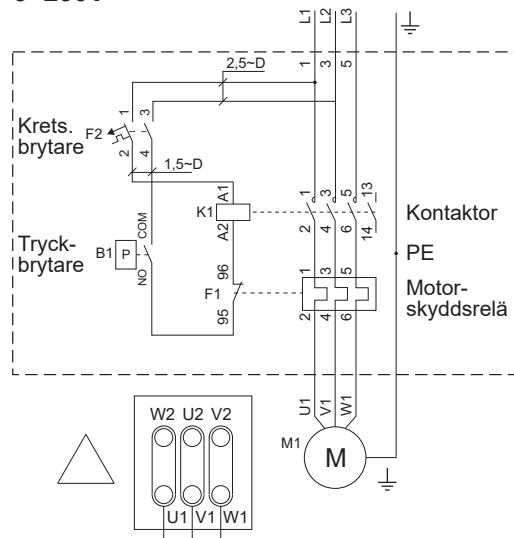 L1 L2 L3
1 3 5
2,5~D
1 3
Krets.
brytare
F2
2 4
1,5~D
A1
K1
A2
1 3 5 13
2 4 6 14
Kontaktor
COM
Tryck-
brytare
B1 P
NO
PE
96
F1
95
1 3 5
2 4 6
Motor-
skyddsrelä
U1 V1 W1
M1
M
W2 U2 V2
U1 V1 W1